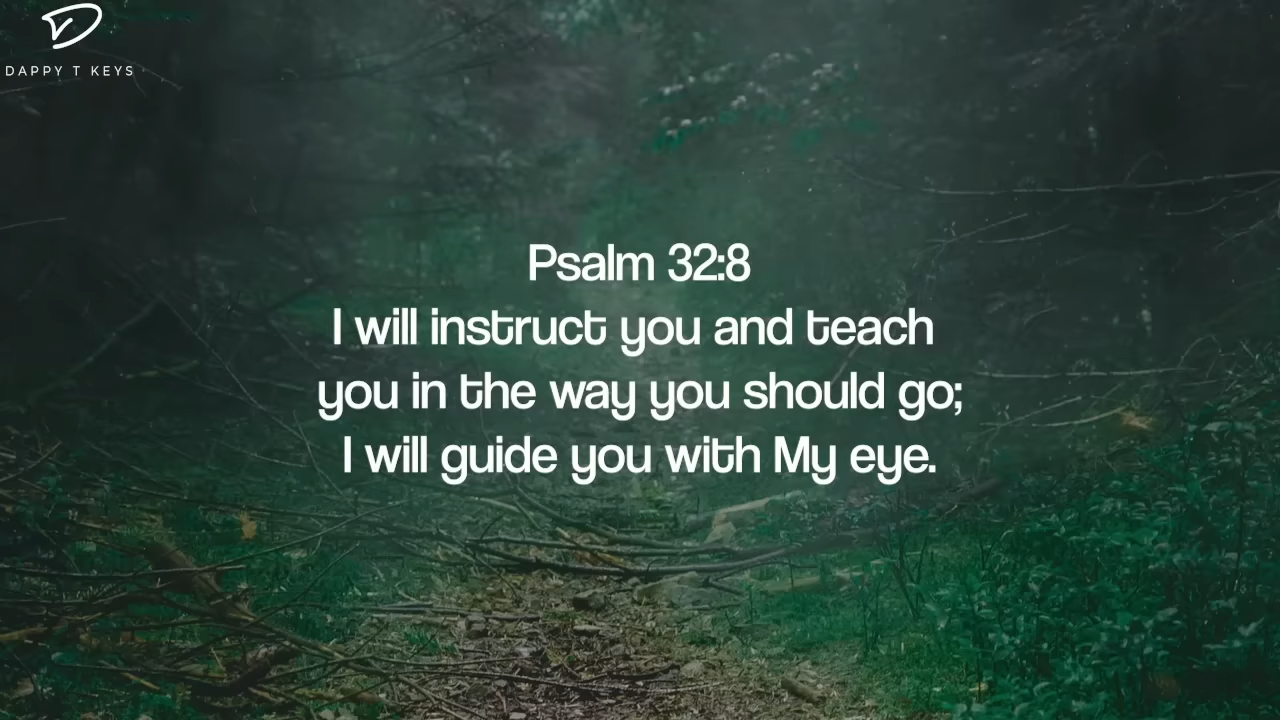 DAPPY T KEYS
Psalm 32:8
I will instruct you and teach
you in the way you should go;
I will guide you with My eye.